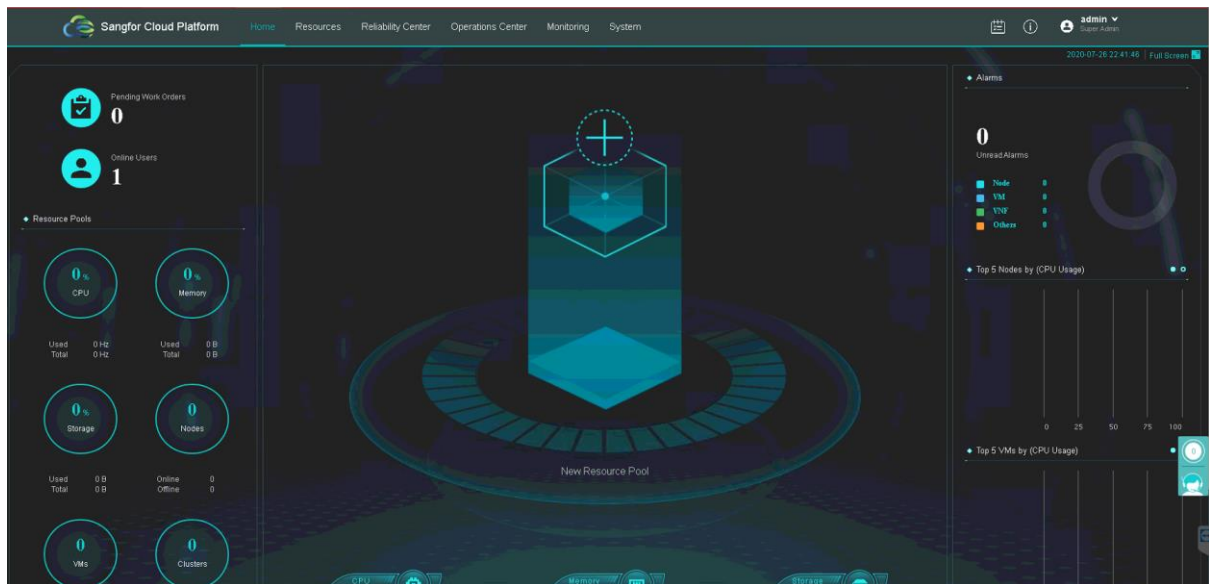 Sangfor Cloud Platform Home Resources Reliability Center Operations Center Monitoring System admin
Super Admin
2020-07-26 22:41:46 Full Screen
Pending Work Orders
0
Online Users
1
Resource Pools
0 %
CPU
0 %
Memory
Used 0 Hz Used 0 B
Total 0 Hz Total 0 B
0 %
Storage
0
Nodes
Used 0 B Online 0
Total 0 B Offline 0
0
VMs
0
Clusters
New Resource Pool
CPU Memory Storage
Alarms
0
Unread Alarms
Node 0
VM 0
VNF 0
Others 0
Top 5 Nodes by (CPU Usage)
0 25 50 75 100
Top 5 VMs by (CPU Usage)